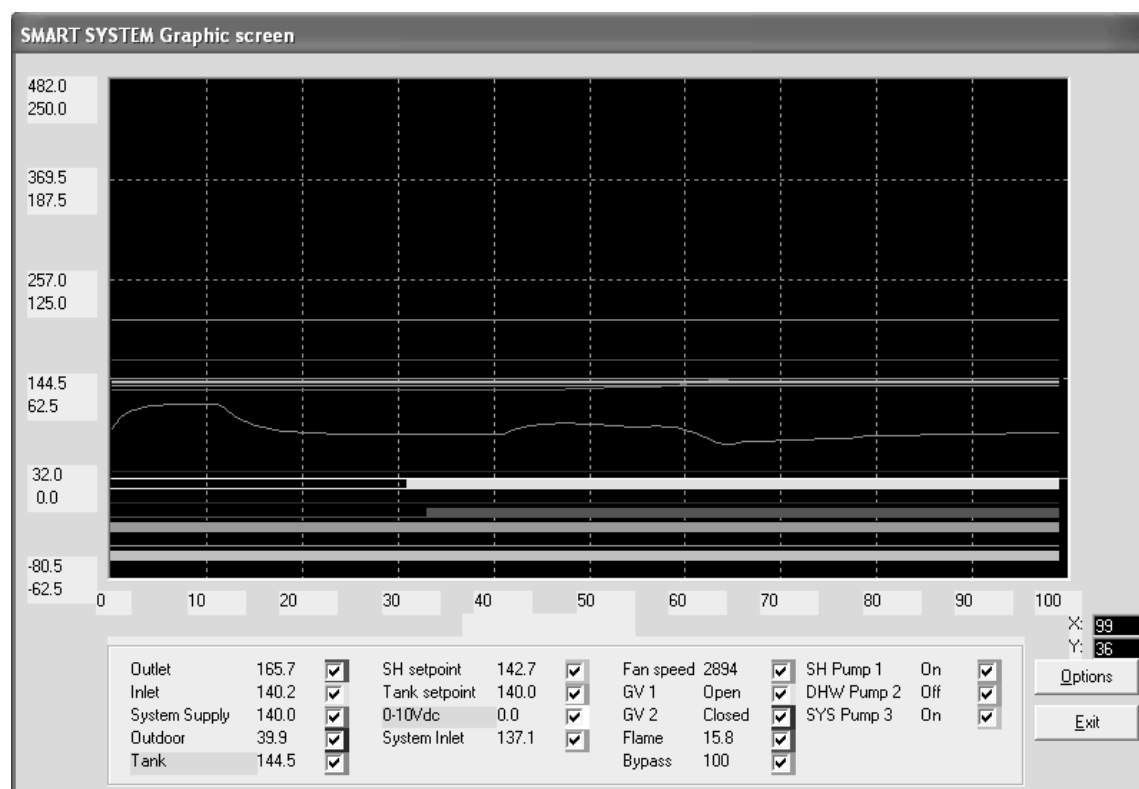 SMART SYSTEM Graphic screen
482.0
250.0
369.5
187.5
257.0
125.0
144.5
62.5
32.0
0.0
-80.5
-62.5
0 10 20 30 40 50 60 70 80 90 100
X: 99
Y: 36
Outlet 165.7 SH setpoint 142.7 Fan speed 2894 SH Pump 1 On
Inlet 140.2 Tank setpoint 140.0 GV 1 Open DHW Pump 2 Off
System Supply 140.0 0-10Vdc 0.0 GV 2 Closed SYS Pump 3 On
Outdoor 39.9 System Inlet 137.1 Flame 15.8
Tank 144.5 Bypass 100
Options
Exit